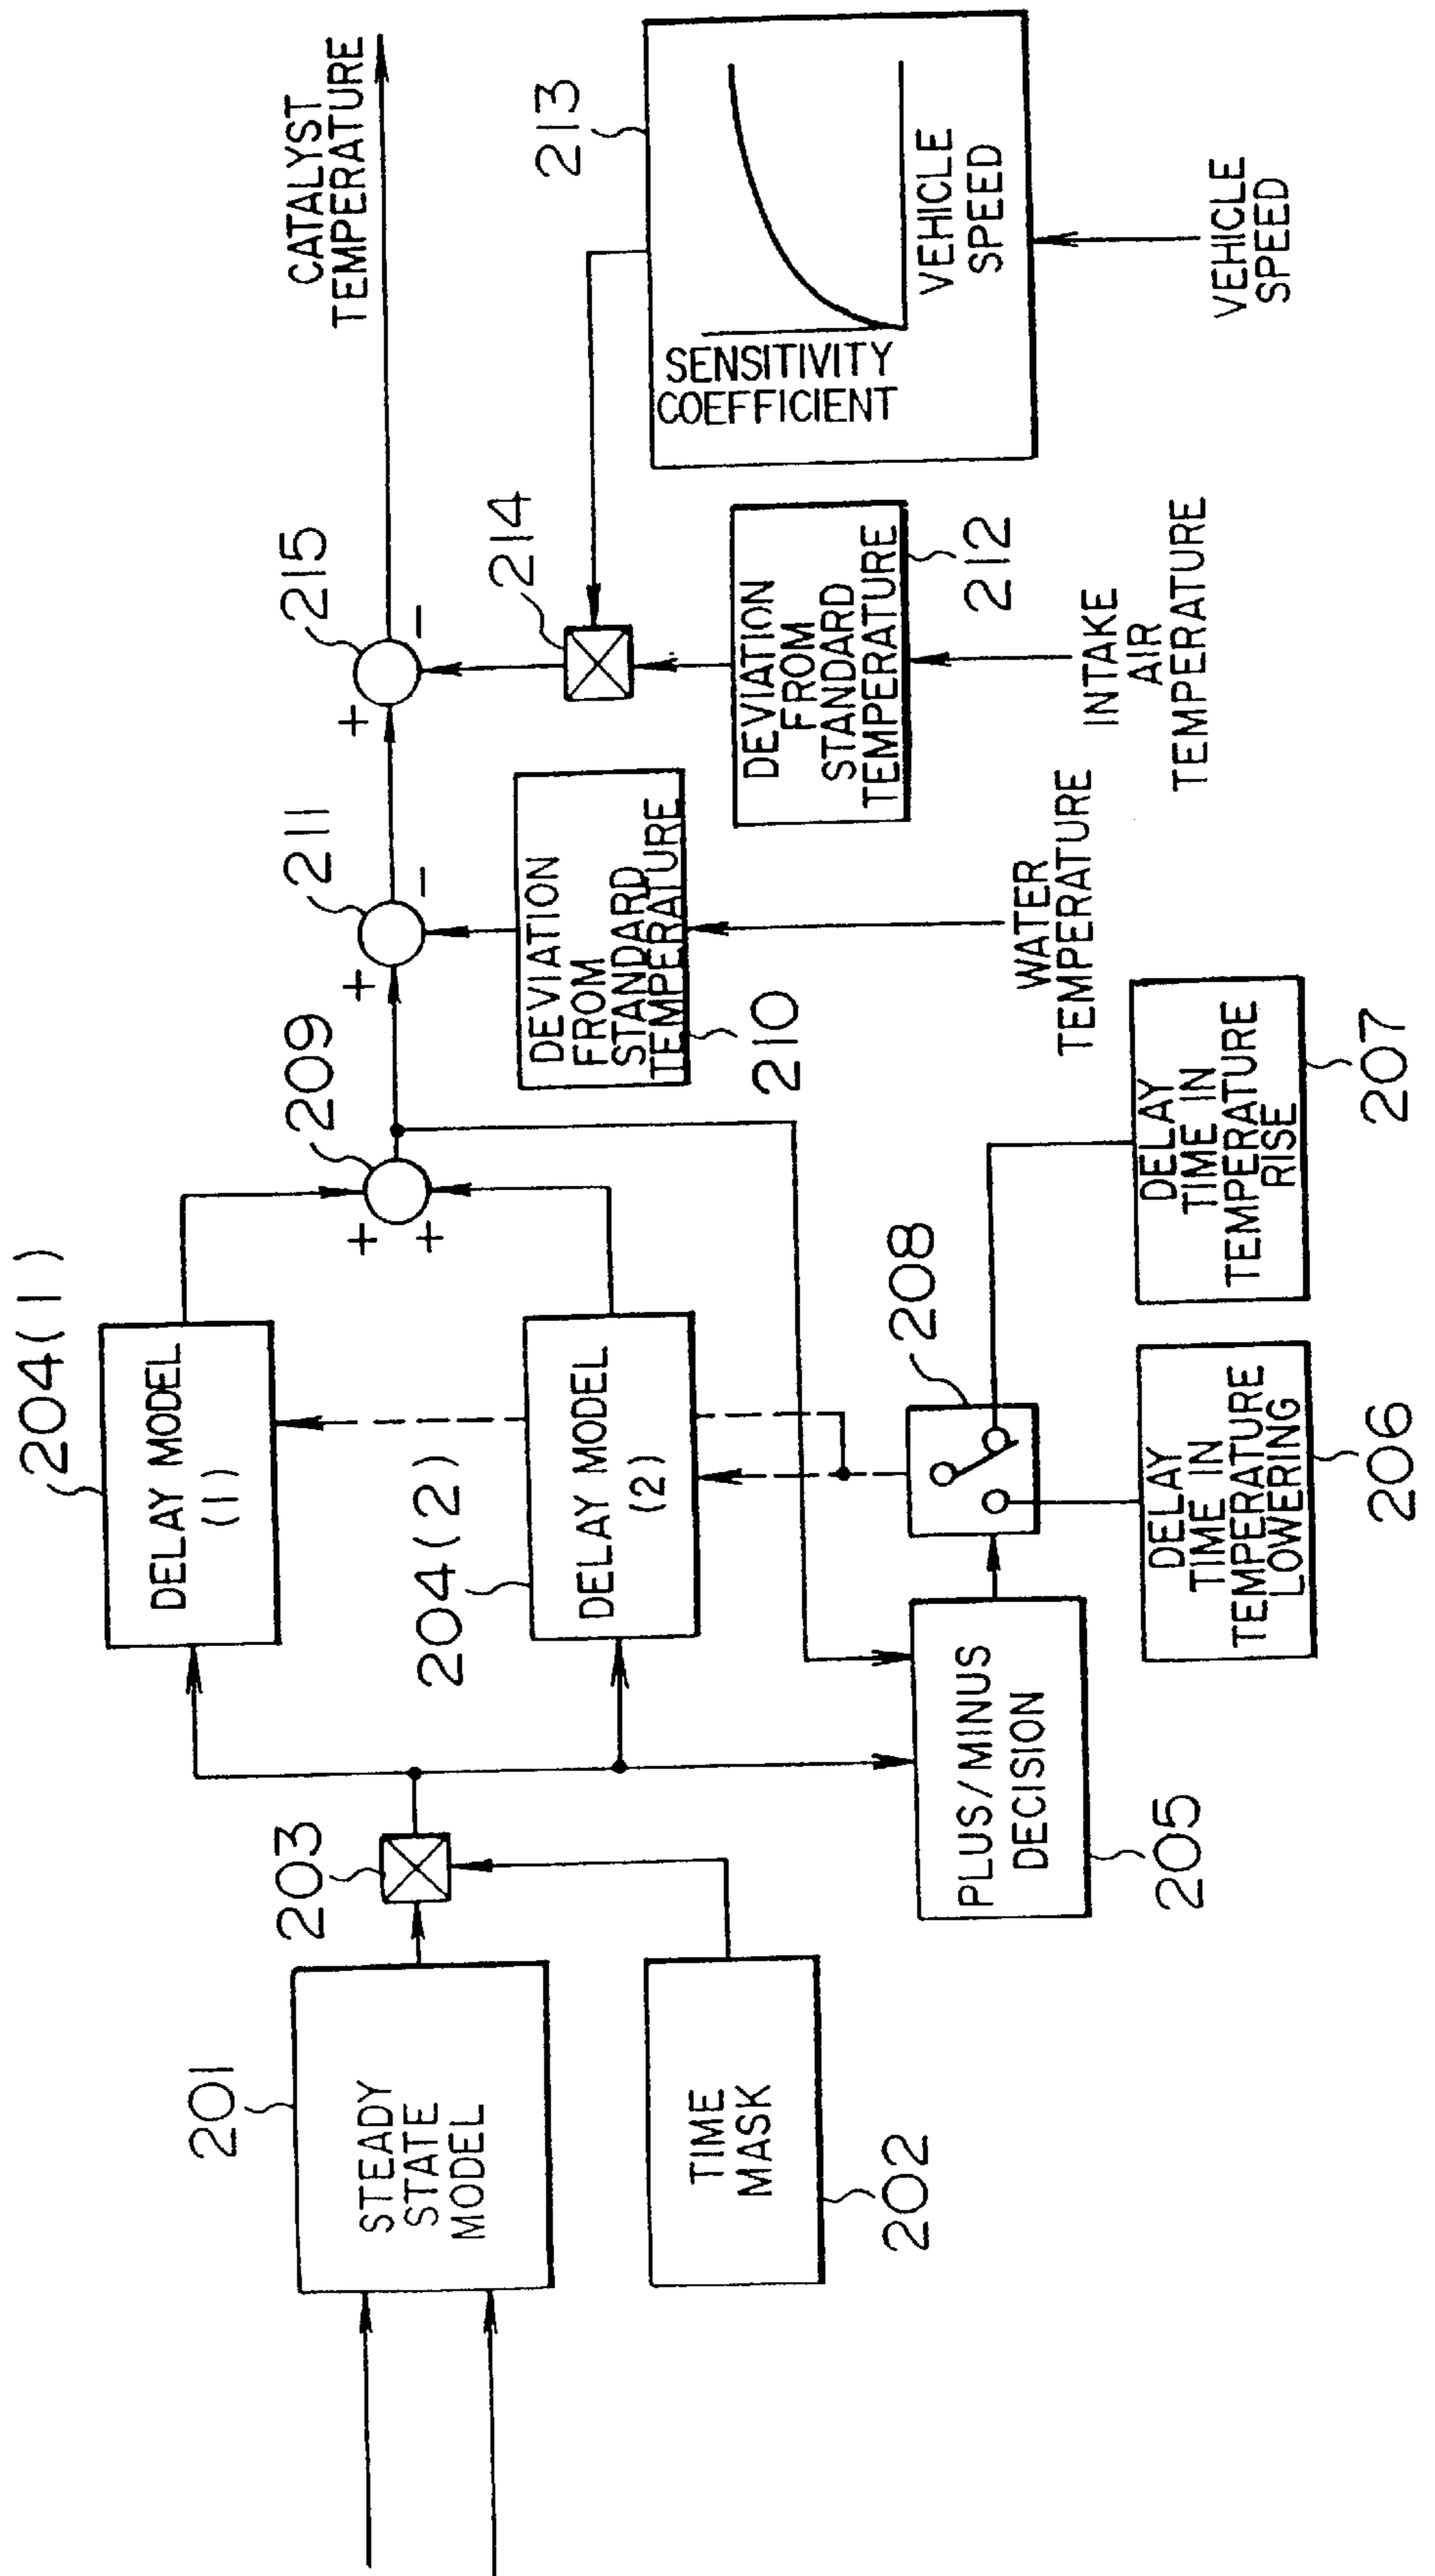 201
STEADY
STATE
MODEL
TIME
MASK
202
203
204(1)
DELAY MODEL
(1)
204(2)
DELAY MODEL
(2)
PLUS/MINUS
DECISION
205
208
DELAY
TIME IN
TEMPERATURE
LOWERING
206
DELAY
TIME IN
TEMPERATURE
RISE
207
209
+
+
211
+
−
DEVIATION
FROM
STANDARD
TEMPERATURE
210
WATER
TEMPERATURE
215
+
−
214
DEVIATION
FROM
STANDARD
TEMPERATURE
212
INTAKE
AIR
TEMPERATURE
CATALYST
TEMPERATURE
213
SENSITIVITY
COEFFICIENT
VEHICLE
SPEED
VEHICLE
SPEED